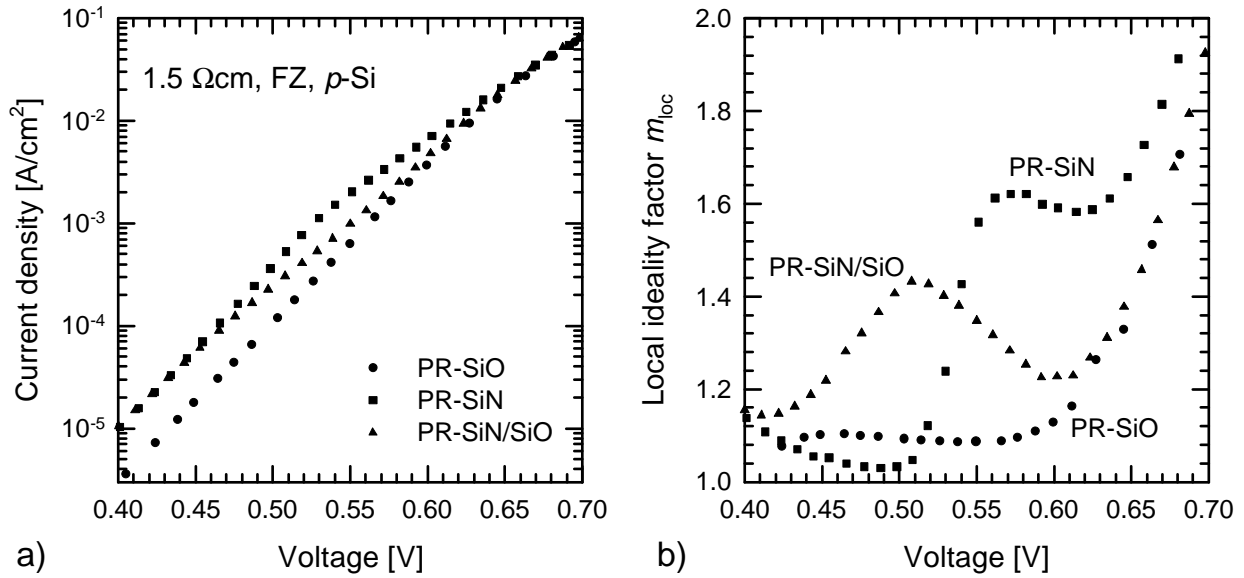 10⁻¹
10⁻²
10⁻³
10⁻⁴
10⁻⁵
Current density [A/cm²]
1.5 Ωcm, FZ, p-Si
PR-SiO
PR-SiN
PR-SiN/SiO
0.40 0.45 0.50 0.55 0.60 0.65 0.70
Voltage [V]
a)
2.0
1.8
1.6
1.4
1.2
1.0
Local ideality factor m_loc
PR-SiN
PR-SiN/SiO
PR-SiO
0.40 0.45 0.50 0.55 0.60 0.65 0.70
Voltage [V]
b)